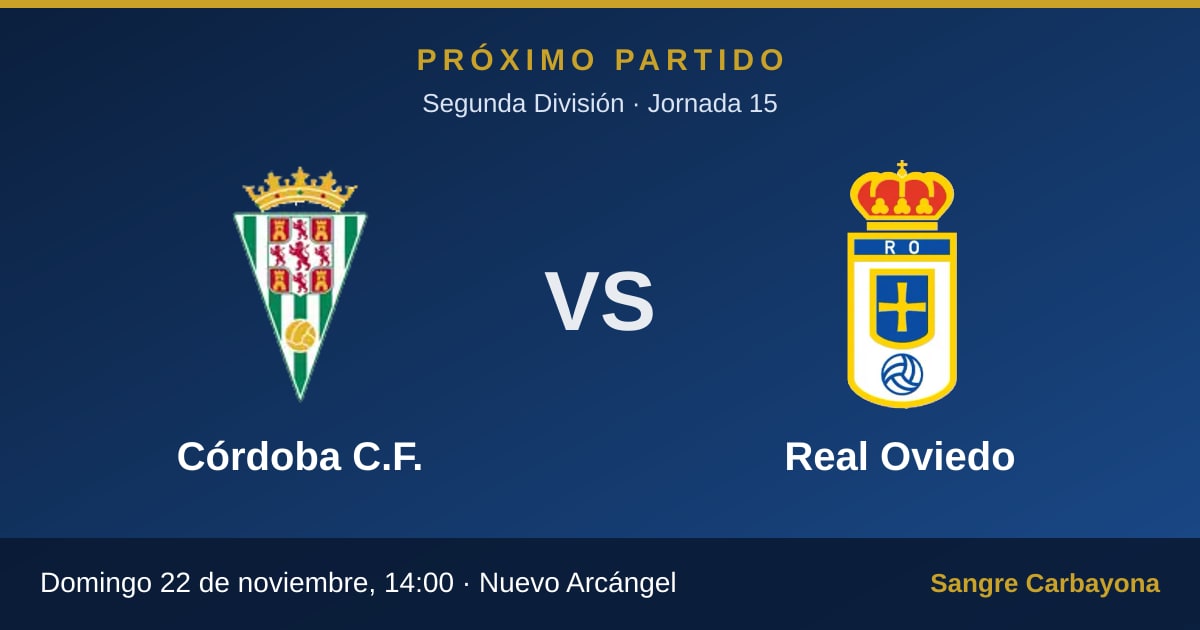 PRÓXIMO PARTIDO
Segunda División · Jornada 15
R O
VS
Córdoba C.F.
Real Oviedo
Domingo 22 de noviembre, 14:00 · Nuevo Arcángel
Sangre Carbayona